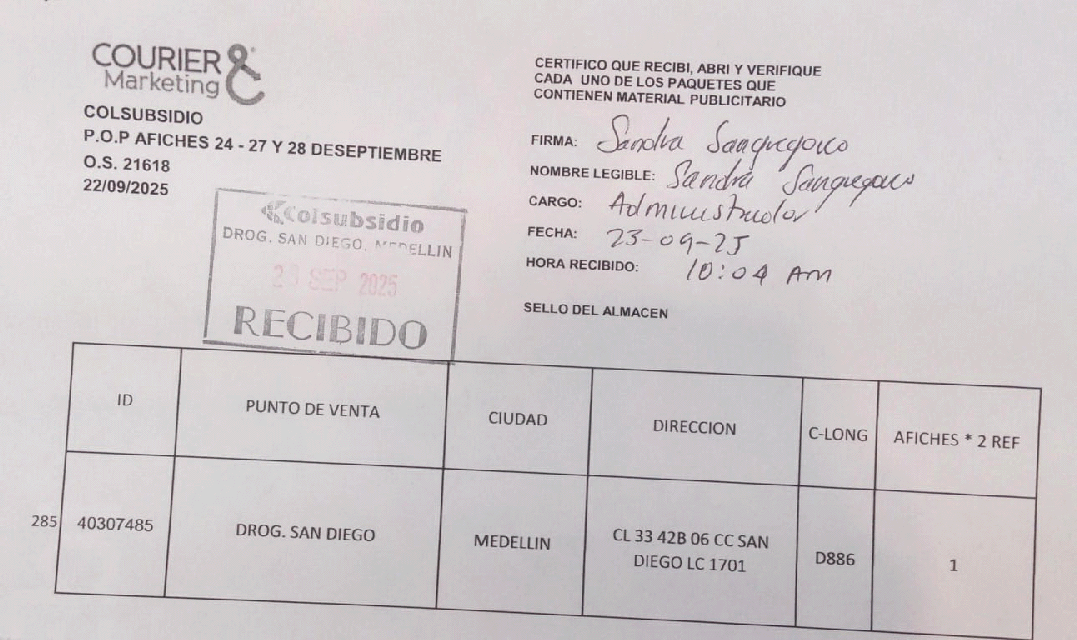 COURIER
Marketing
COLSUBSIDIO
P.O.P AFICHES 24 - 27 Y 28 DESEPTIEMBRE
O.S. 21618
22/09/2025
CERTIFICO QUE RECIBI, ABRI Y VERIFIQUE
CADA UNO DE LOS PAQUETES QUE
CONTIENEN MATERIAL PUBLICITARIO
FIRMA: Sandra Sangregorio
NOMBRE LEGIBLE: Sandra Sangregorio
CARGO: Administrador
FECHA: 23-09-25
HORA RECIBIDO: 10:04 Am
SELLO DEL ALMACEN
Colsubsidio
DROG. SAN DIEGO. MEDELLIN
SEP 2025
RECIBIDO
ID PUNTO DE VENTA CIUDAD DIRECCION C-LONG AFICHES * 2 REF
285 40307485 DROG. SAN DIEGO MEDELLIN CL 33 42B 06 CC SAN
DIEGO LC 1701 D886 1